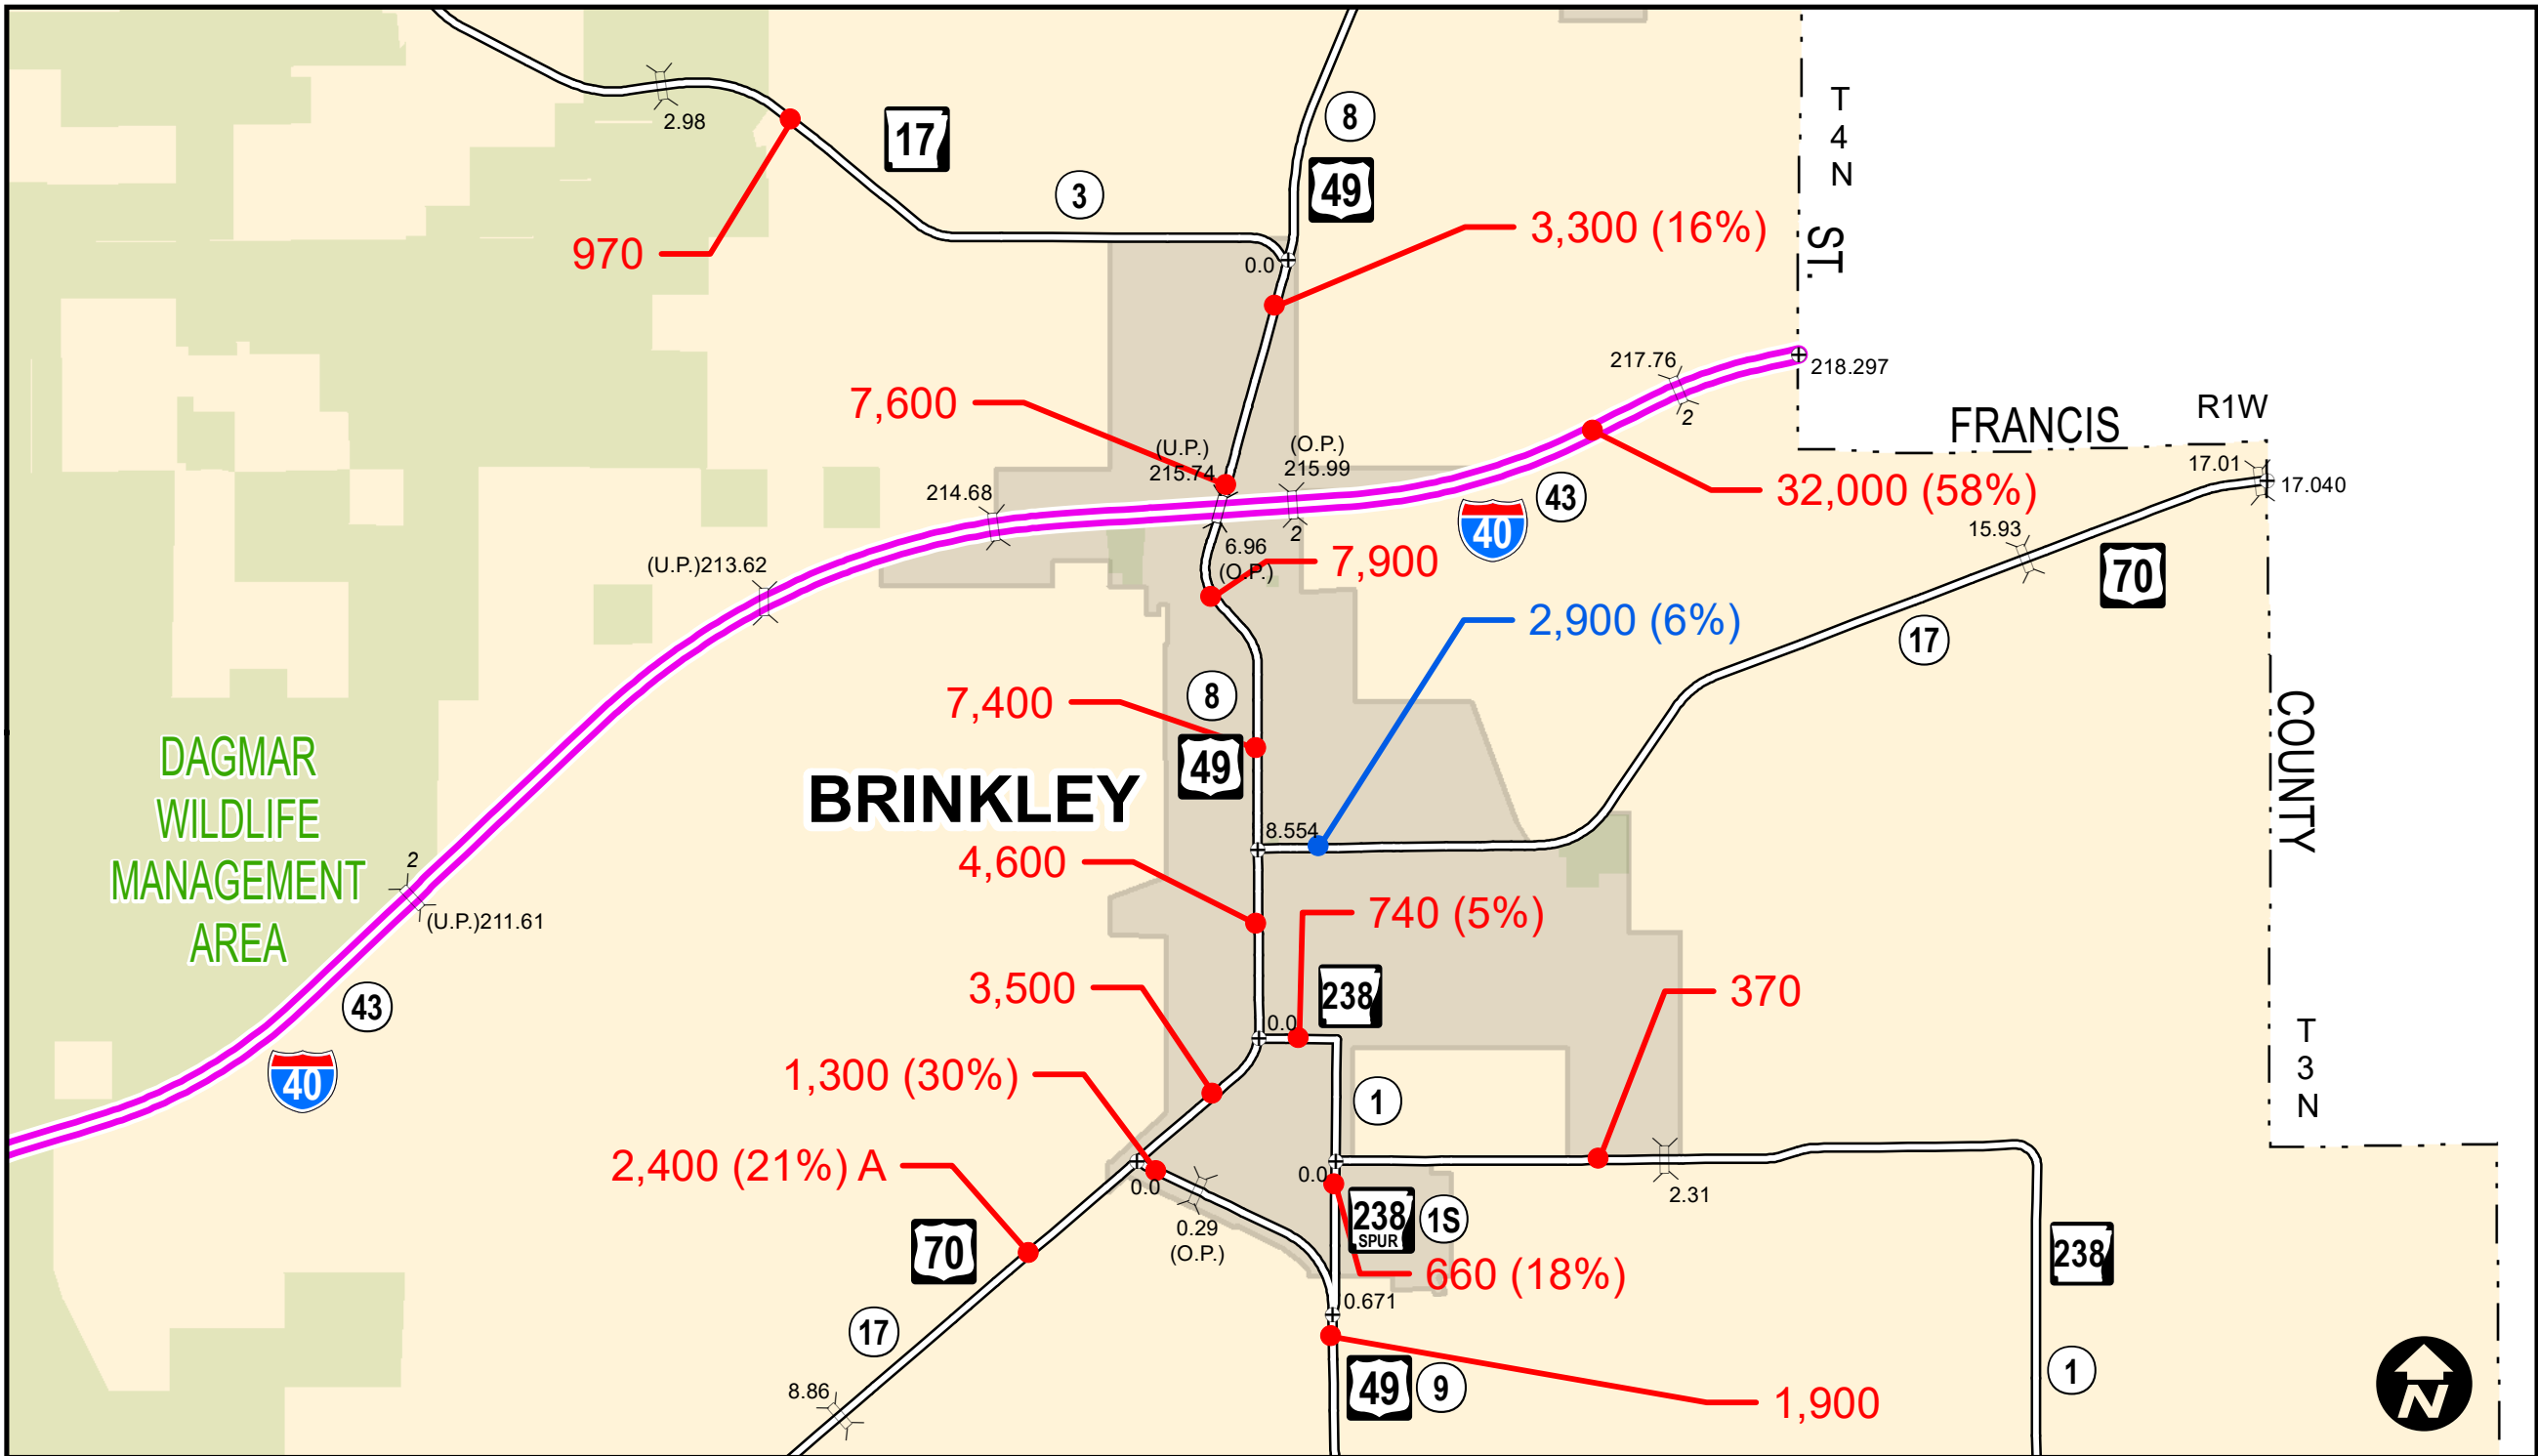 8
T
4
N
2.98
17
49
3
ST.
3,300 (16%)
970
0.0
217.76
218.297
7,600
2
R1W
FRANCIS
(U.P.)
215.74
(O.P.)
215.99
17.01
17.040
214.68
43
32,000 (58%)
40
2
15.93
6.96
(O.P.)
7,900
(U.P.)213.62
70
2,900 (6%)
17
8
7,400
COUNTY
49
DAGMAR
WILDLIFE
MANAGEMENT
AREA
BRINKLEY
8.554
4,600
2
(U.P.)211.61
740 (5%)
3,500
238
370
43
0.0
T
3
N
40
1,300 (30%)
1
2,400 (21%) A
0.0
0.0
2.31
238
SPUR
1S
0.29
(O.P.)
70
238
660 (18%)
0.671
17
49
9
1
8.86
1,900
N